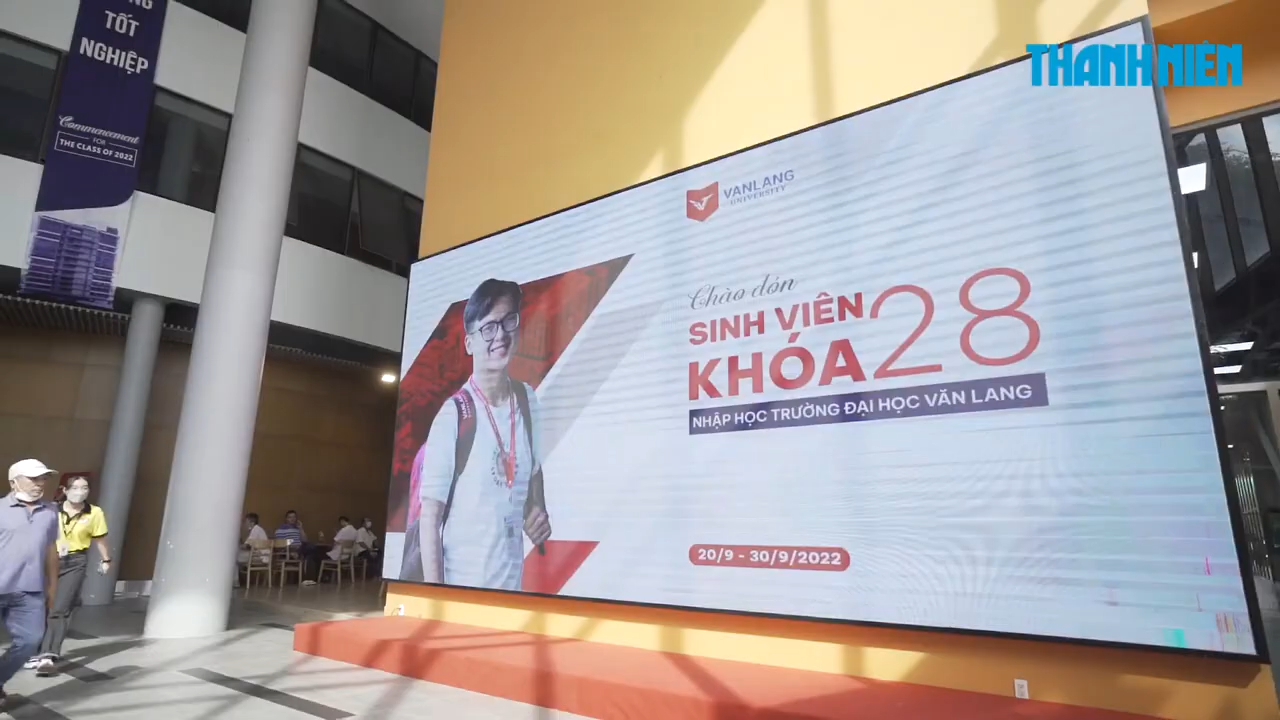 TỐT
NGHIỆP
Commencement
FOR
THE CLASS OF 2022
THANH NIÊN
VANLANG
UNIVERSITY
Chào đón
SINH VIÊN
KHÓA 28
NHẬP HỌC TRƯỜNG ĐẠI HỌC VĂN LANG
20/9 - 30/9/2022